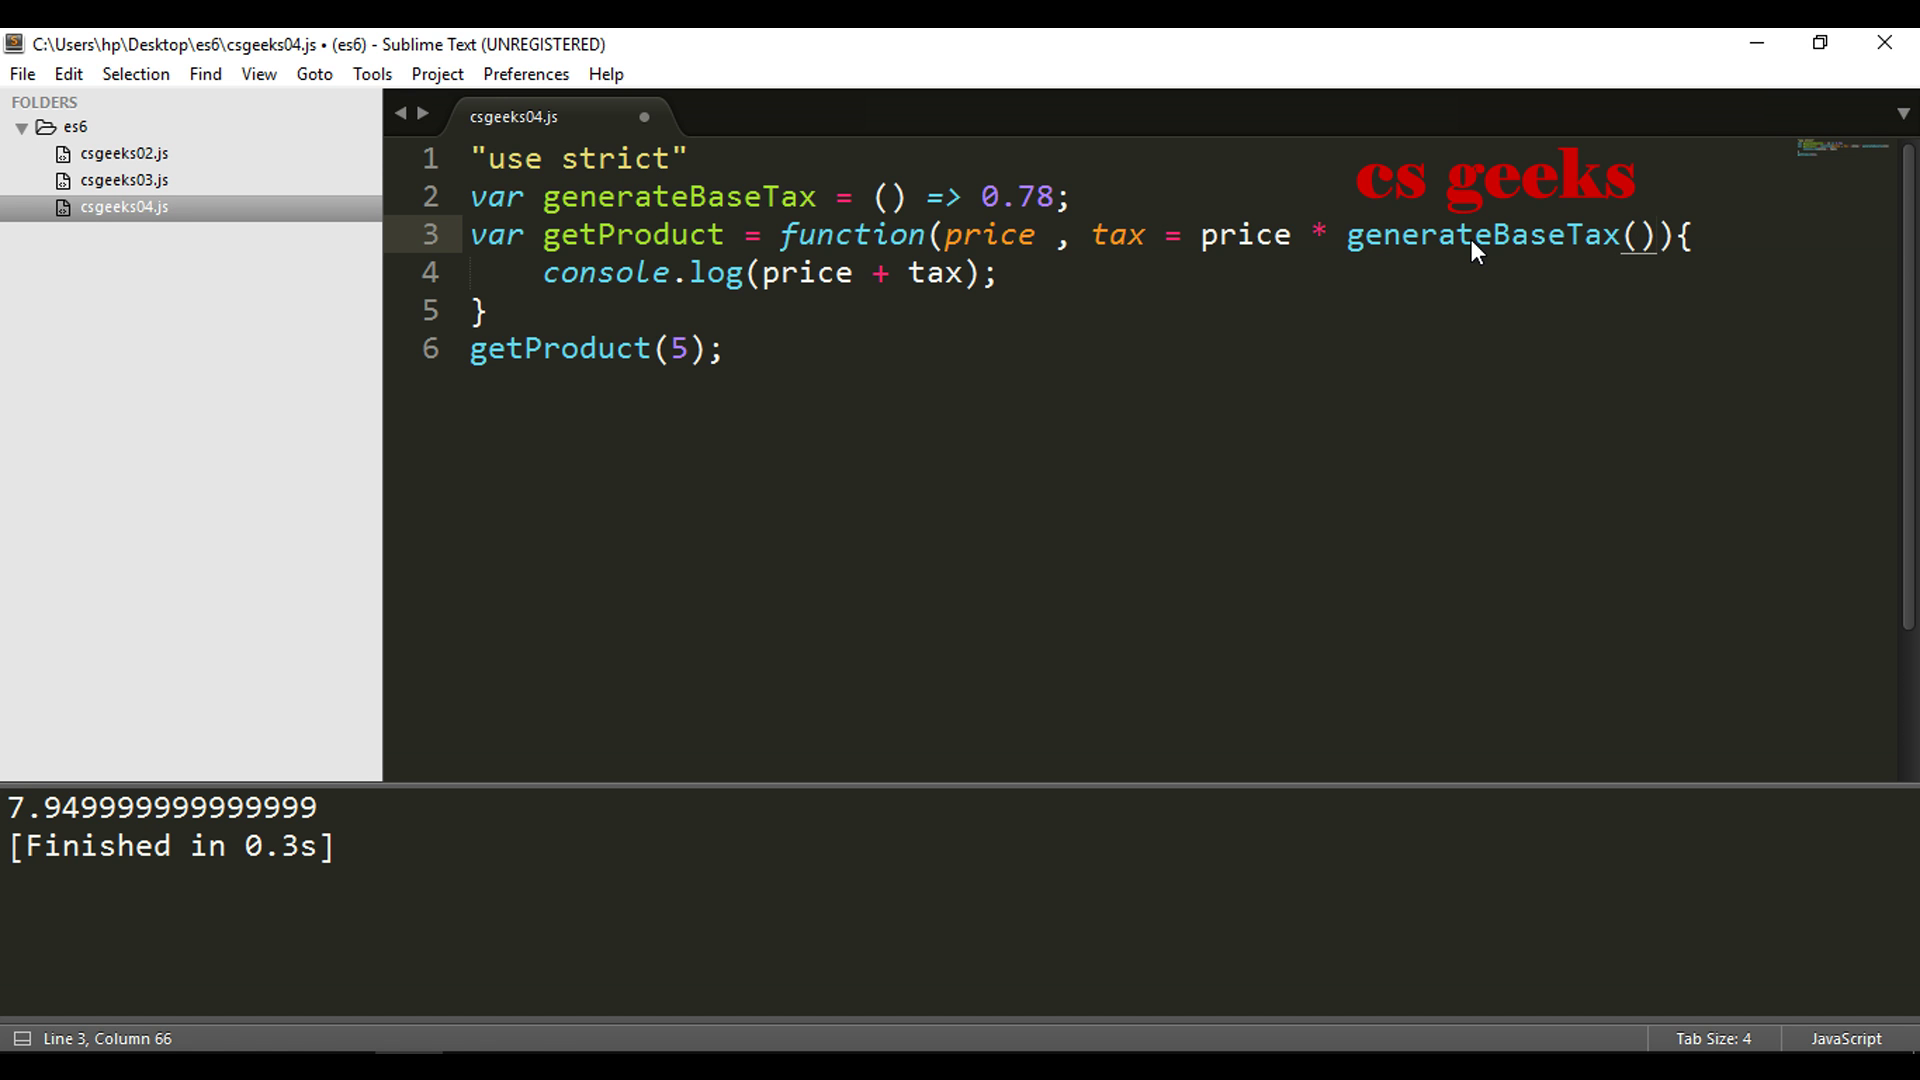 C:\Users\hp\Desktop\es6\csgeeks04.js • (es6) - Sublime Text (UNREGISTERED)
File Edit Selection Find View Goto Tools Project Preferences Help
FOLDERS
es6
csgeeks02.js
csgeeks03.js
csgeeks04.js
csgeeks04.js
cs geeks
1 "use strict"
2 var generateBaseTax = () => 0.78;
3 var getProduct = function(price , tax = price * generateBaseTax()){
4     console.log(price + tax);
5 }
6 getProduct(5);
7.949999999999999
[Finished in 0.3s]
Line 3, Column 66 Tab Size: 4 JavaScript